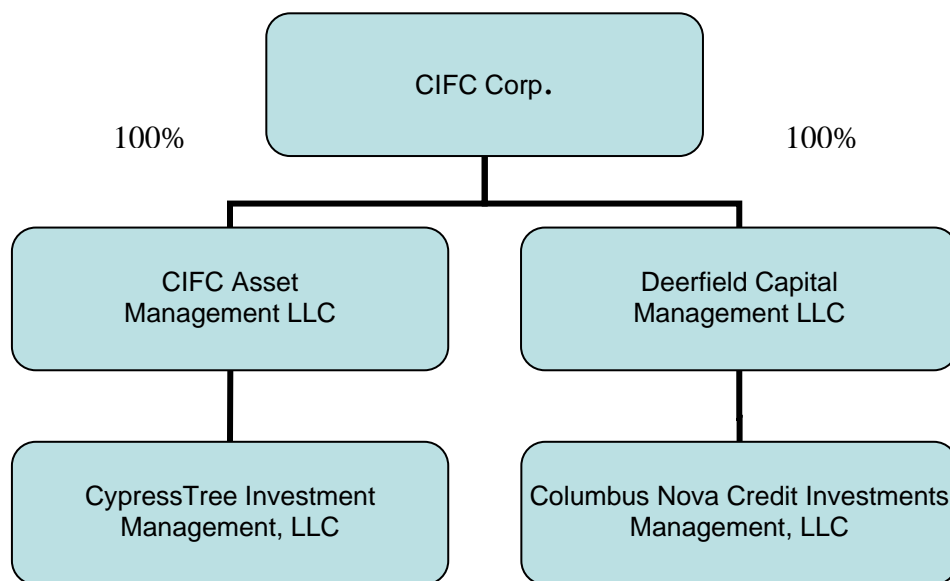 CIFC Corp.
100%
100%
CIFC Asset
Management LLC
Deerfield Capital
Management LLC
CypressTree Investment
Management, LLC
Columbus Nova Credit Investments
Management, LLC